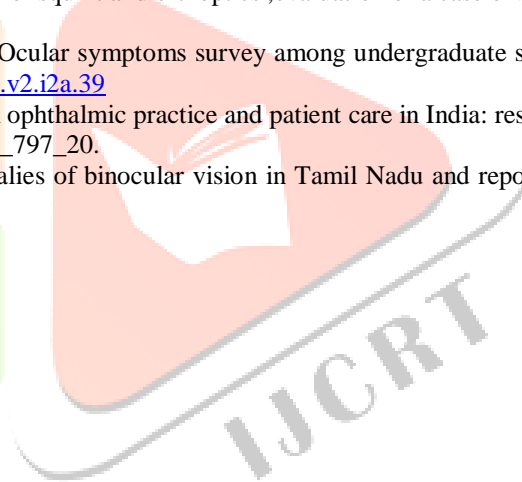 Ocular symptoms survey among undergraduate s
.v2.i2a.39
ophthalmic practice and patient care in India: res
_797_20.
alies of binocular vision in Tamil Nadu and repo
IJCRT